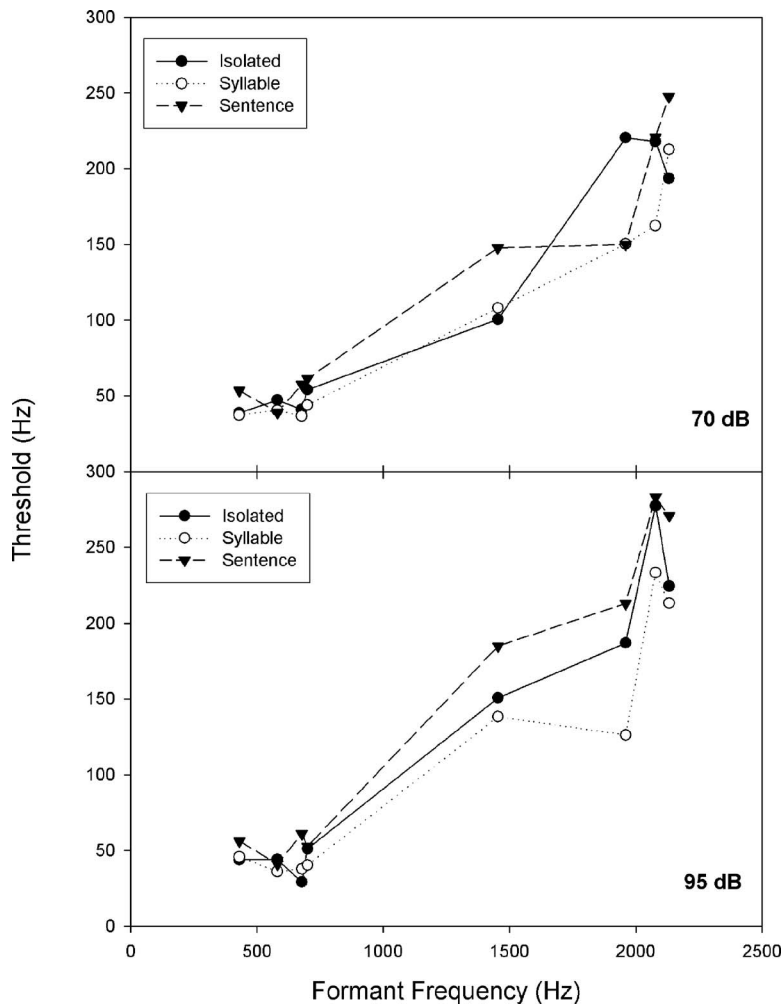 300
250
200
150
100
50
Isolated
Syllable
Sentence
70 dB
300
250
200
150
100
50
0
Isolated
Syllable
Sentence
95 dB
0 500 1000 1500 2000 2500
Threshold (Hz)
Formant Frequency (Hz)